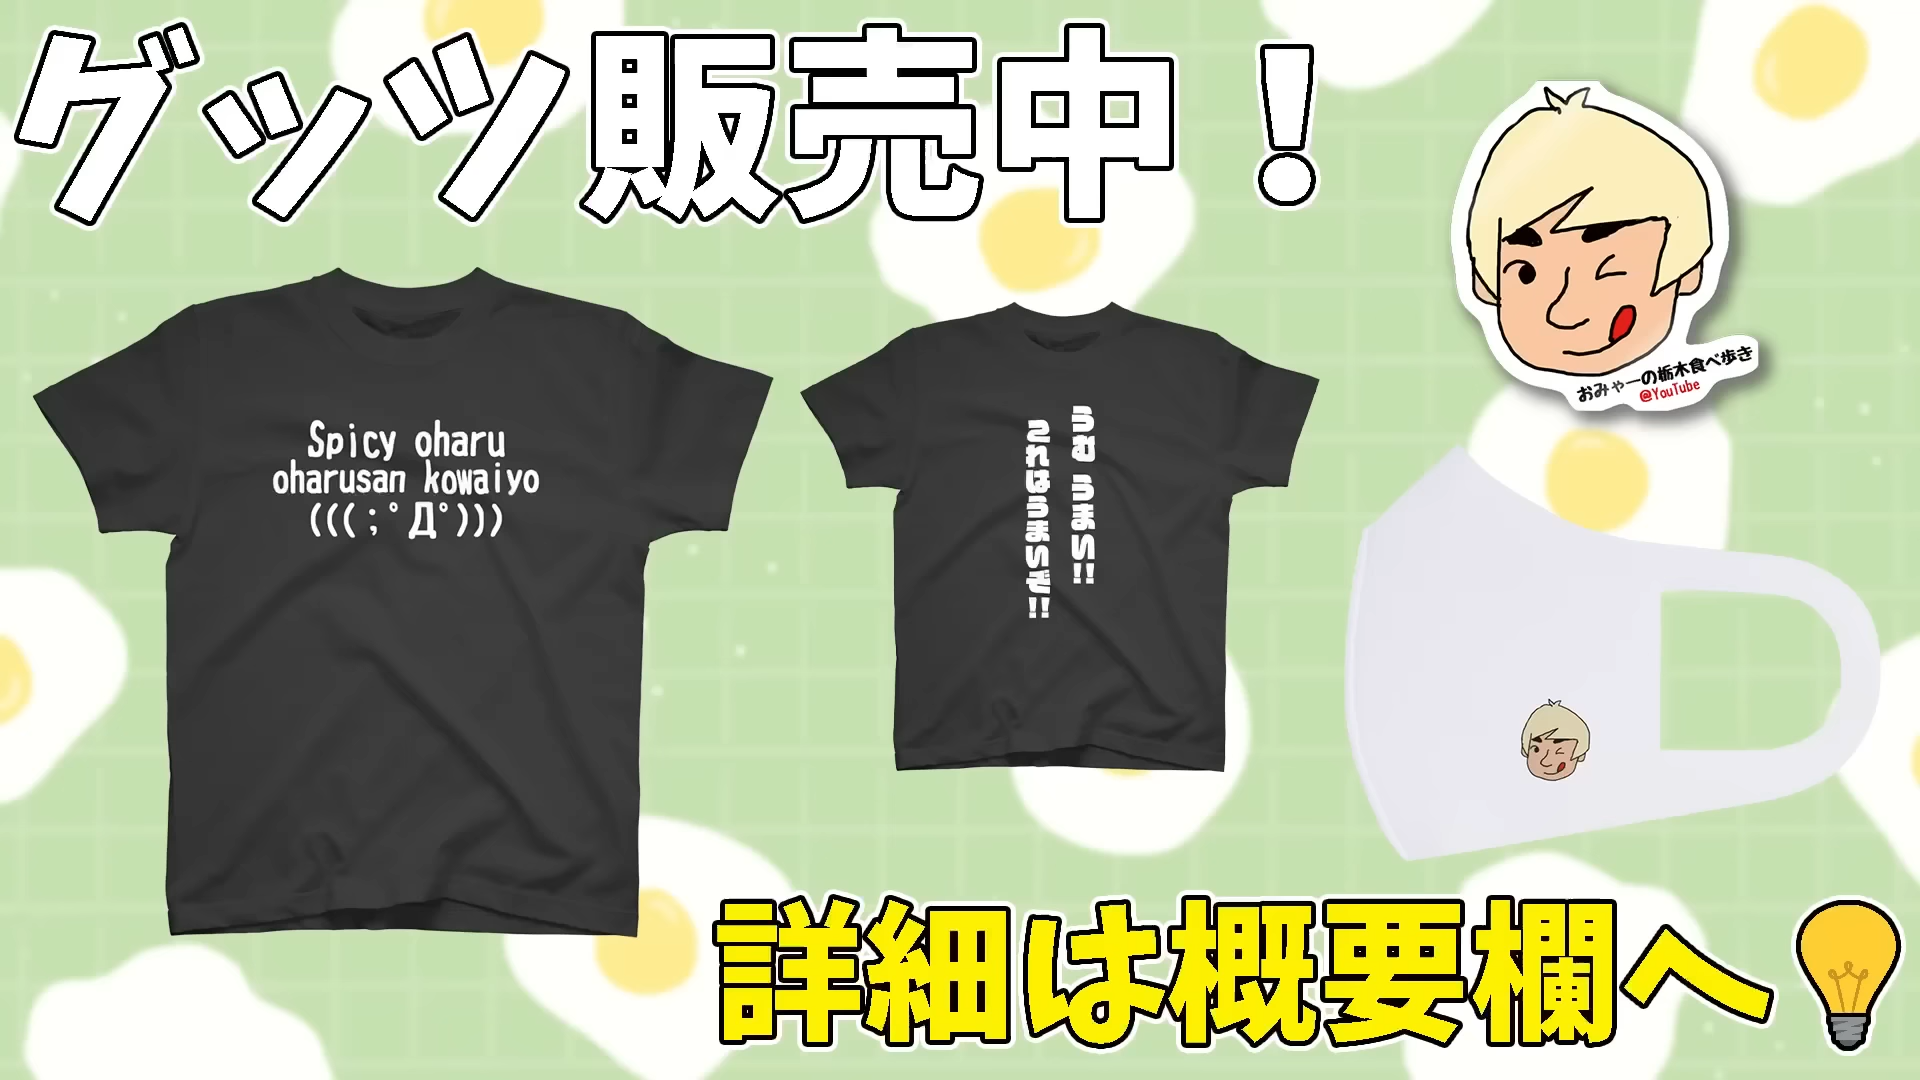 グッツ販売中！
Spicy oharu
oharusan kowaiyo
(((；ﾟДﾟ)))
うむ うまい!!
これはうまいぞ!!
おみゃーの栃木食べ歩き
@YouTube
詳細は概要欄へ